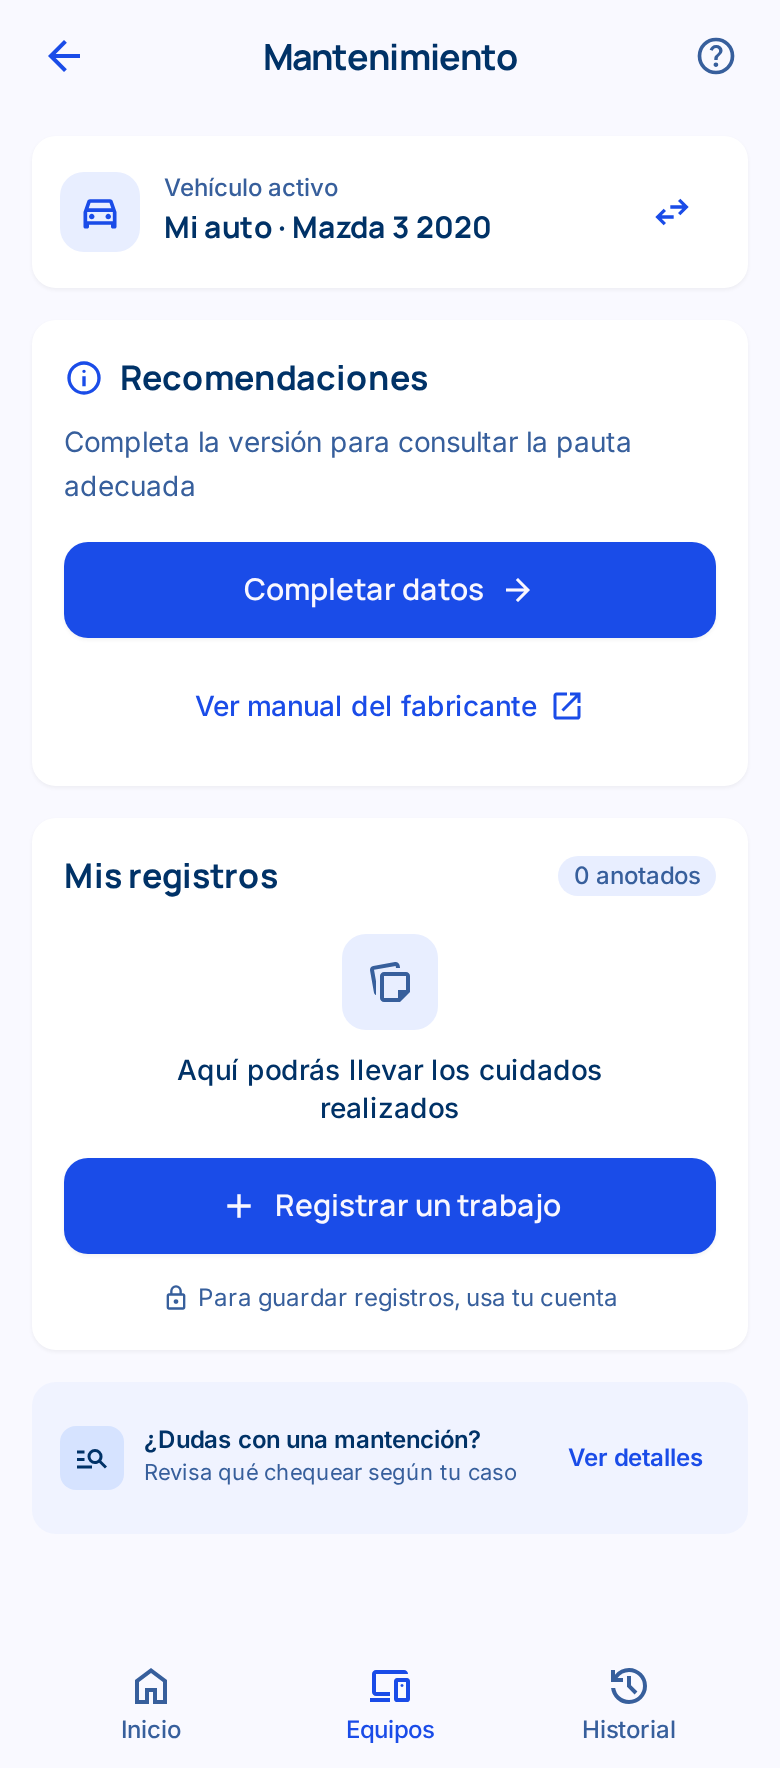 Mantenimiento
Vehículo activo
Mi auto · Mazda 3 2020
Recomendaciones
Completa la versión para consultar la pauta
adecuada
Completar datos
Ver manual del fabricante
Mis registros
0 anotados
Aquí podrás llevar los cuidados
realizados
Registrar un trabajo
Para guardar registros, usa tu cuenta
¿Dudas con una mantención?
Revisa qué chequear según tu caso
Ver detalles
Inicio
Equipos
Historial